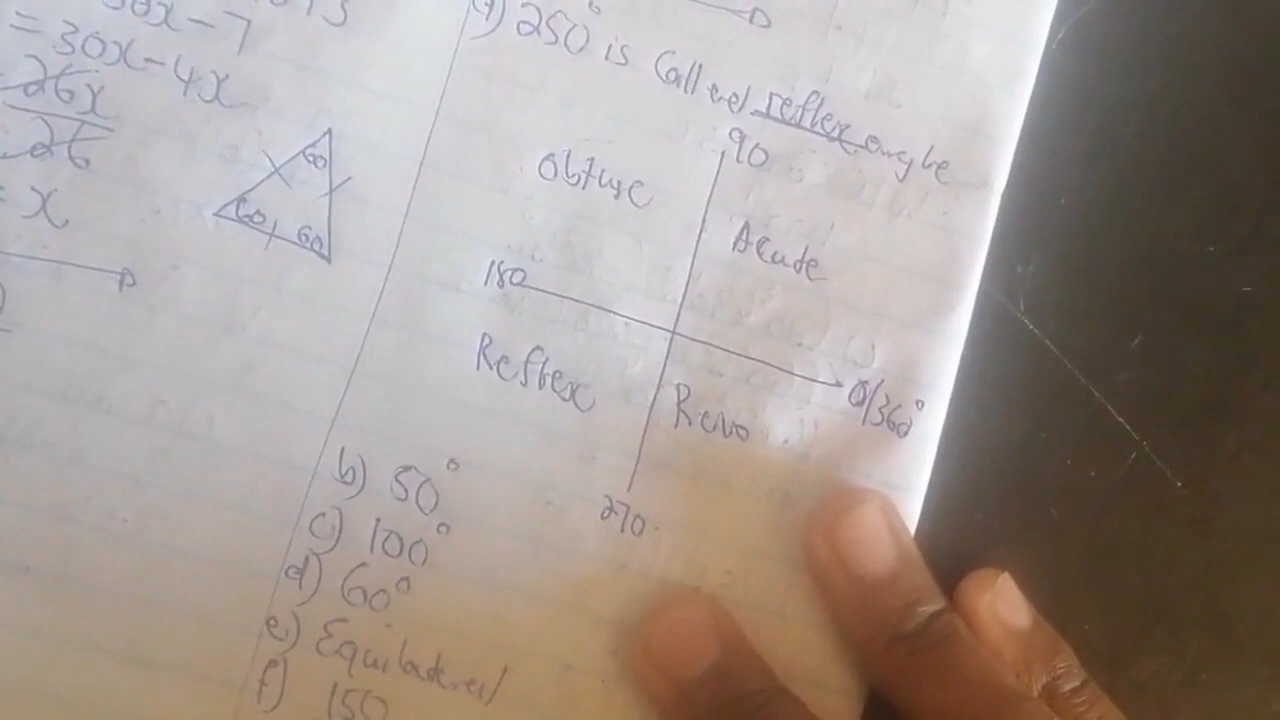 x - 7
= 30x - 4x
26x
26
x
60
60
60
250° is called reflex angle
90
Obtuse
Acute
180
0/360°
Reflex
Revo
270
b) 50°
c) 100°
d) 60°
e) Equilateral
f) 150